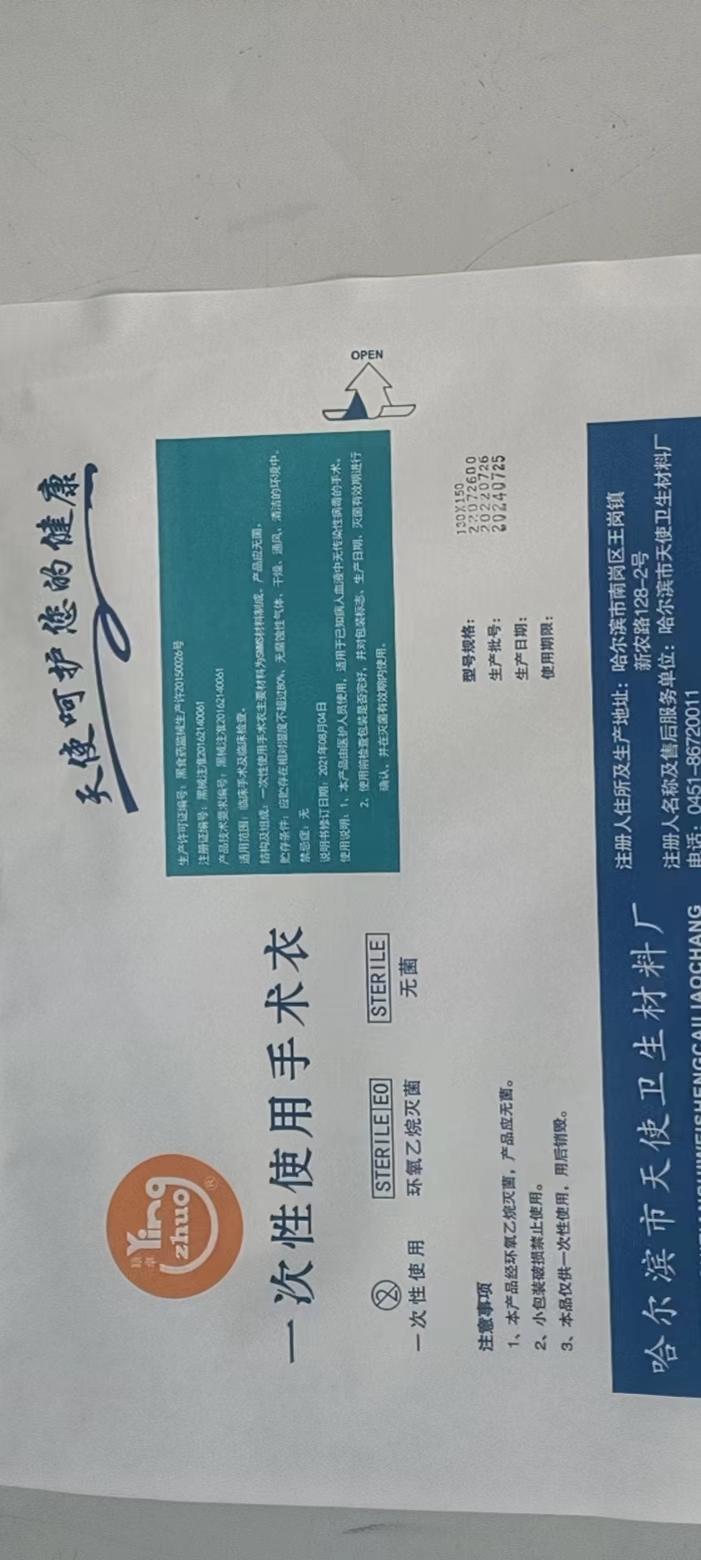 天使呵护您的健康
颖卓
Ying
zhuo
®
一次性使用手术衣
一次性使用
STERILE EO
环氧乙烷灭菌
STERILE
无菌
生产许可证编号：黑食药监械生产许20150026号
注册证编号：黑械注准20162140061
产品技术要求编号：黑械注准20162140061
适用范围：临床手术及临床检查。
结构及组成：一次性使用手术衣主要材料为SMMS材料制成。产品应无菌。
贮存条件：应贮存在相对湿度不超过80%、无腐蚀性气体、干燥、通风、清洁的环境中。
禁忌症：无
说明书修订日期：2021年08月04日
使用说明：1、本产品由医护人员使用，适用于已知病人血液中无传染性病毒的手术。
2、使用前检查包装是否完好，并对包装标志、生产日期、灭菌有效期进行
确认，并在灭菌有效期内使用。
OPEN
注意事项
1、本产品经环氧乙烷灭菌，产品应无菌。
2、小包装破损禁止使用。
3、本品仅供一次性使用，用后销毁。
型号规格：130X150
生产批号：22072600
生产日期：20220726
使用期限：20240725
哈尔滨市天使卫生材料厂
注册人住所及生产地址：哈尔滨市南岗区王岗镇
新农路128-2号
注册人名称及售后服务单位：哈尔滨市天使卫生材料厂
电话：0451-86720011